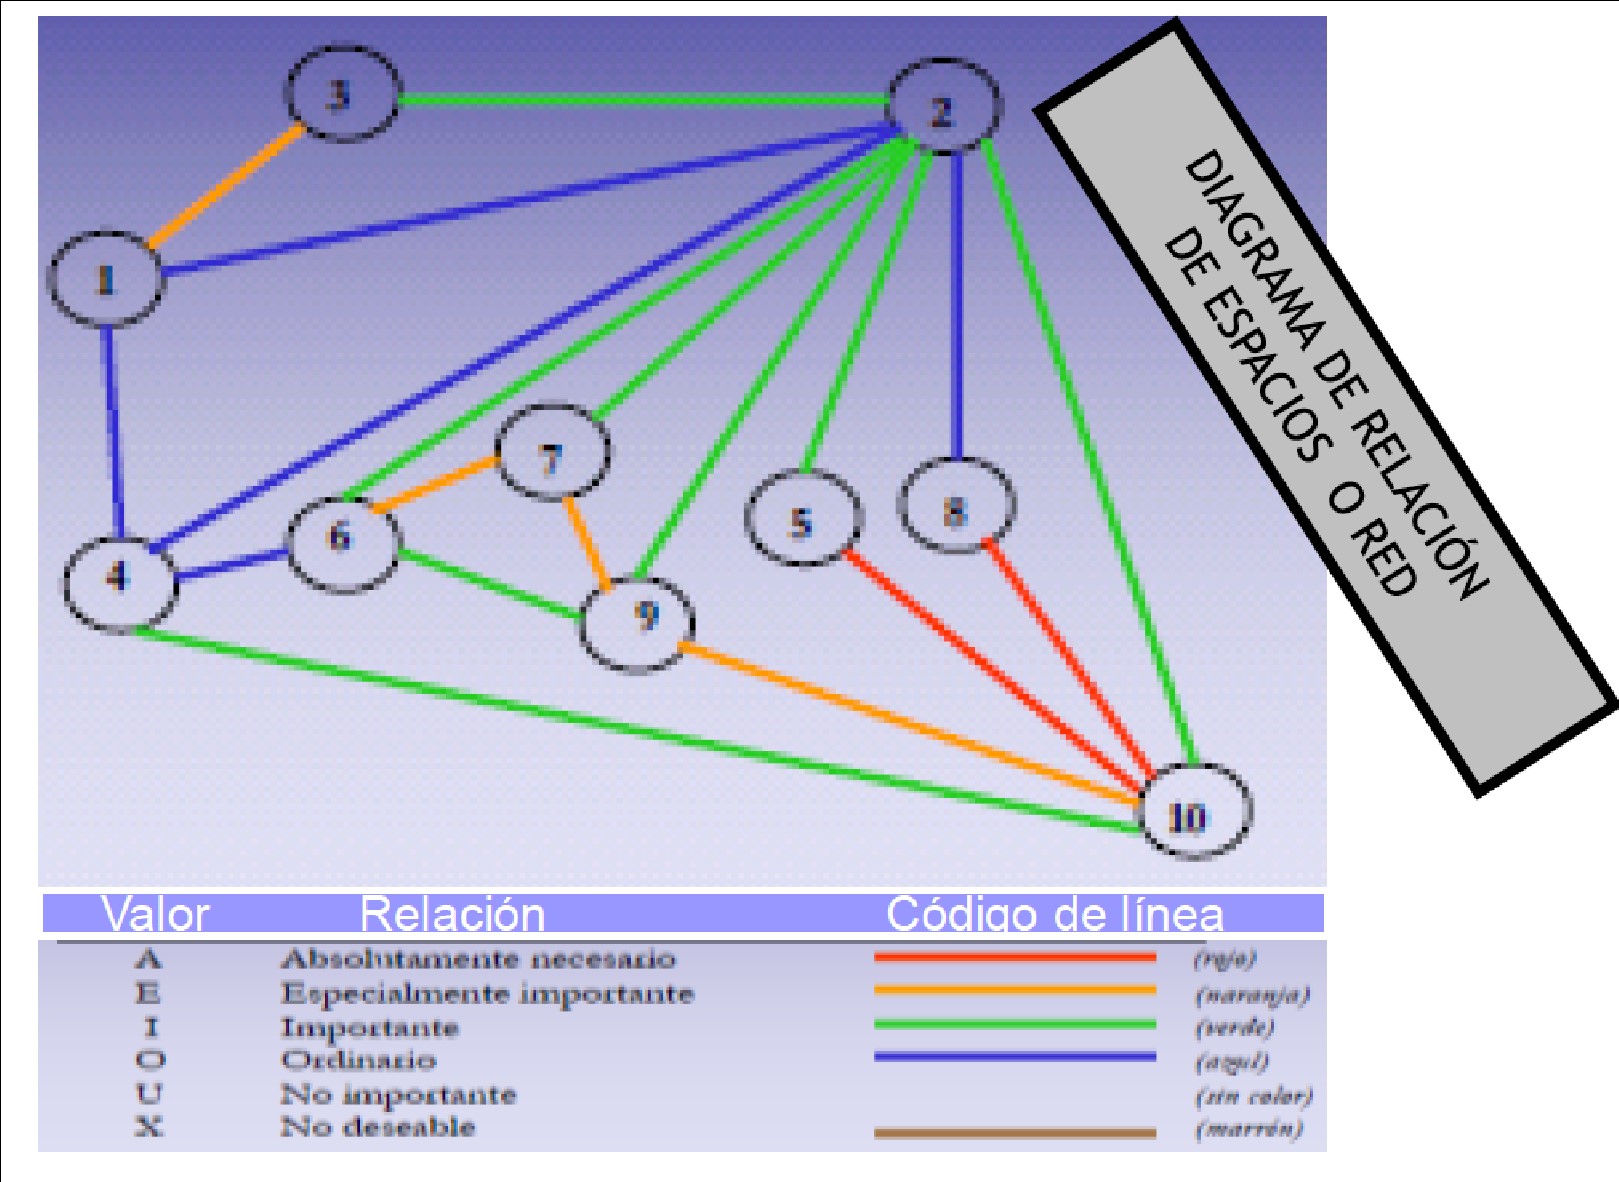 3
2
1
7
6
5
8
4
9
10
DIAGRAMA DE RELACIÓN
DE ESPACIOS O RED
Valor Relación Código de línea
A Absolutamente necesario (rojo)
E Especialmente importante (naranja)
I Importante (verde)
O Ordinario (azul)
U No importante (sin color)
X No deseable (marrón)